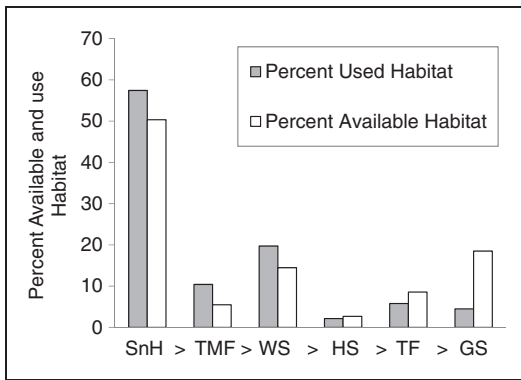 Percent Available and use
Habitat
70
60
50
40
30
20
10
0
Percent Used Habitat
Percent Available Habitat
SnH > TMF > WS > HS > TF > GS